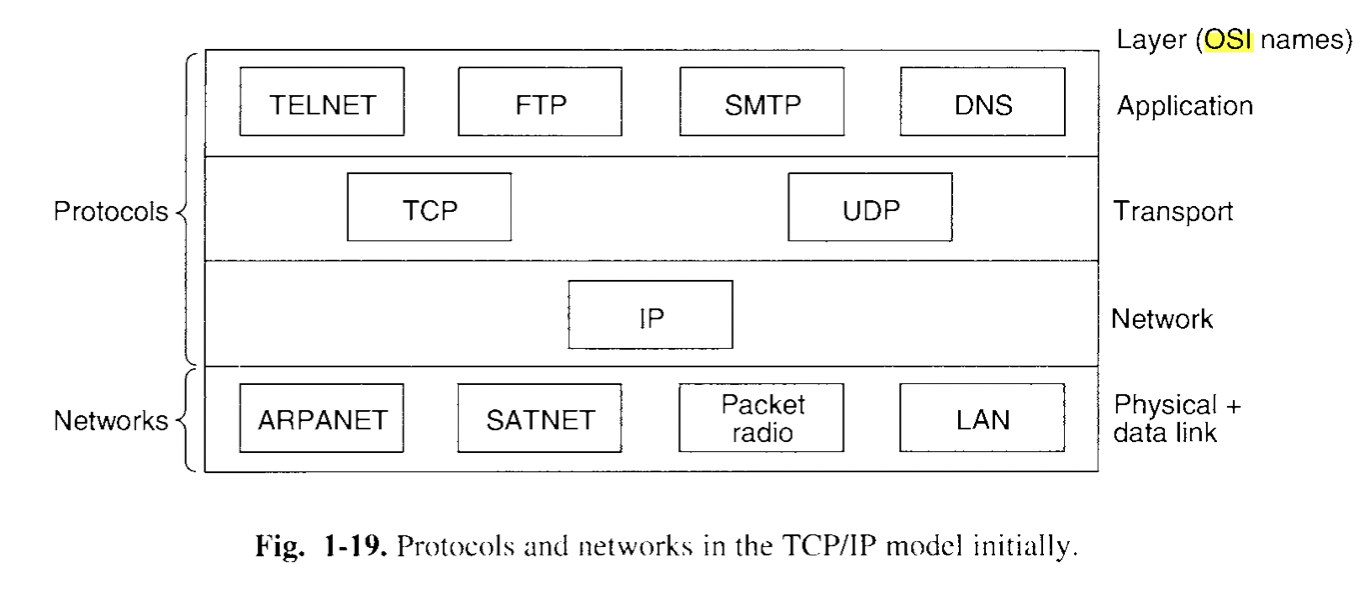 Layer (OSI names)
TELNET FTP SMTP DNS Application
Protocols TCP UDP Transport
IP Network
Networks ARPANET SATNET Packet radio LAN Physical + data link
Fig. 1-19. Protocols and networks in the TCP/IP model initially.